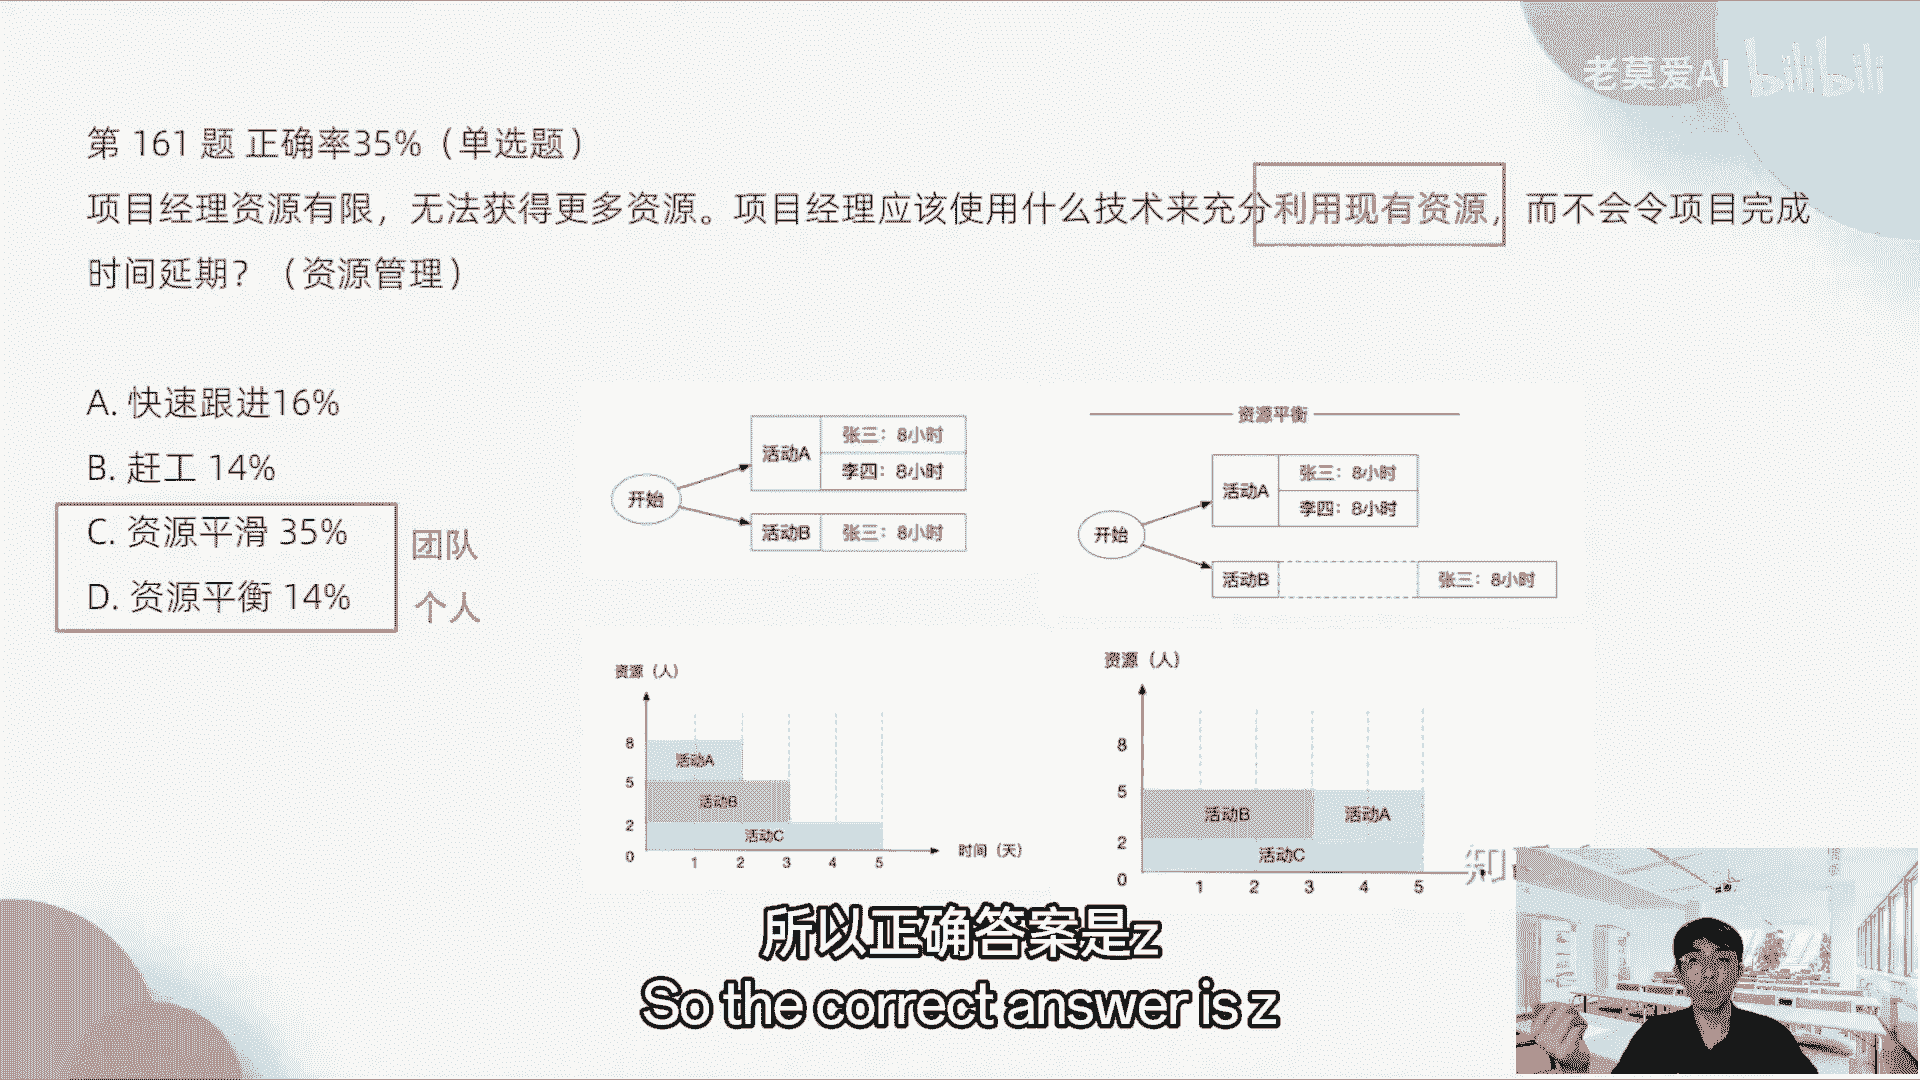 老莫爱AI bilibili
第 161 题 正确率35%（单选题）
项目经理资源有限，无法获得更多资源。项目经理应该使用什么技术来充分利用现有资源，而不会令项目完成
时间延期？（资源管理）
A. 快速跟进16%
B. 赶工 14%
C. 资源平滑 35%
团队
D. 资源平衡 14%
个人
开始
活动A
张三：8小时
李四：8小时
活动B
张三：8小时
资源平衡
开始
活动A
张三：8小时
李四：8小时
活动B
张三：8小时
资源（人）
8
5
2
0
活动A
活动B
活动C
1 2 3 4 5
时间（天）
资源（人）
8
5
2
0
活动B
活动A
活动C
1 2 3 4 5
知
所以正确答案是z
So the correct answer is z